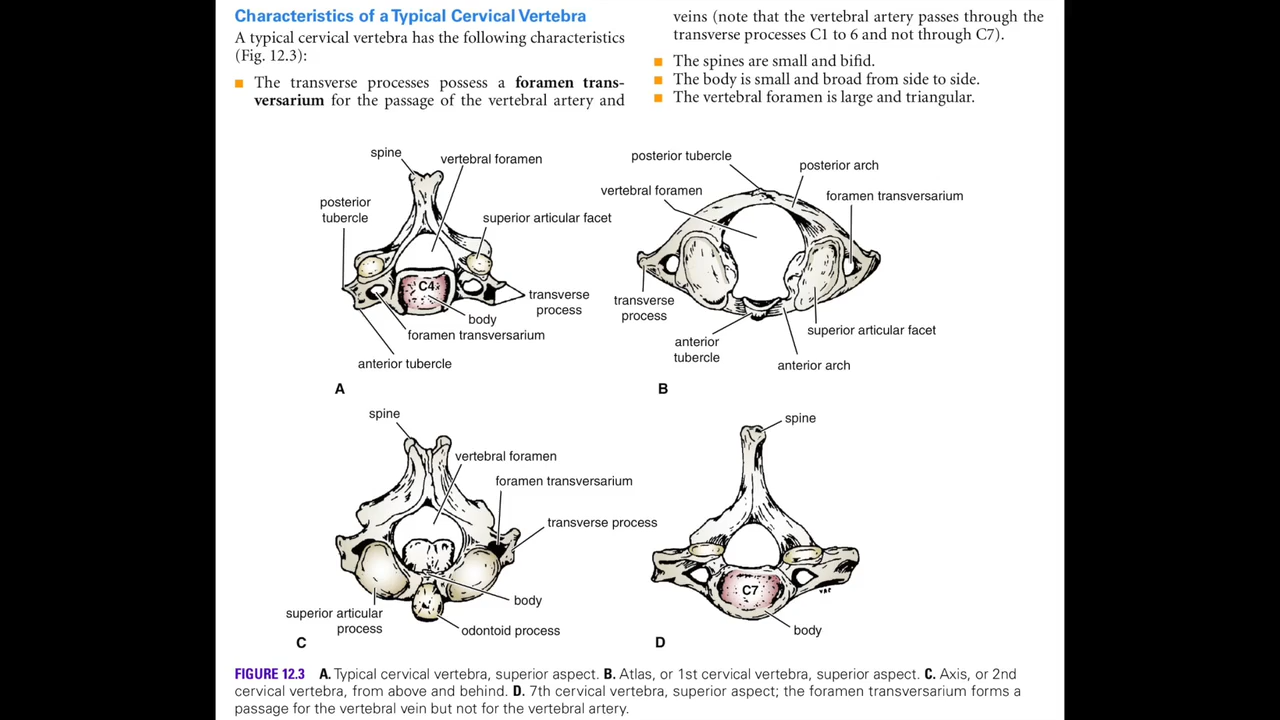 Characteristics of a Typical Cervical Vertebra
A typical cervical vertebra has the following characteristics
(Fig. 12.3):
■ The transverse processes possess a foramen trans-
versarium for the passage of the vertebral artery and
veins (note that the vertebral artery passes through the
transverse processes C1 to 6 and not through C7).
■ The spines are small and bifid.
■ The body is small and broad from side to side.
■ The vertebral foramen is large and triangular.
spine
vertebral foramen
posterior
tubercle
superior articular facet
C4
transverse
process
body
foramen transversarium
anterior tubercle
A
posterior tubercle
posterior arch
vertebral foramen
foramen transversarium
transverse
process
superior articular facet
anterior
tubercle
anterior arch
B
spine
vertebral foramen
foramen transversarium
transverse process
body
superior articular
process
odontoid process
C
spine
C7
body
D
FIGURE 12.3 A. Typical cervical vertebra, superior aspect. B. Atlas, or 1st cervical vertebra, superior aspect. C. Axis, or 2nd
cervical vertebra, from above and behind. D. 7th cervical vertebra, superior aspect; the foramen transversarium forms a
passage for the vertebral vein but not for the vertebral artery.